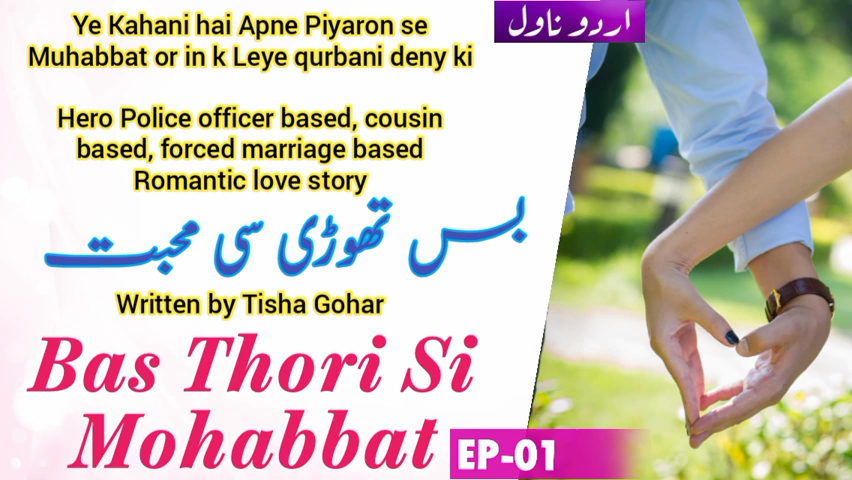 Ye Kahani hai Apne Piyaron se
Muhabbat or in k Leye qurbani deny ki
اردو ناول
Hero Police officer based, cousin
based, forced marriage based
Romantic love story
بس تھوڑی سی محبت
Written by Tisha Gohar
Bas Thori Si
Mohabbat
EP-01